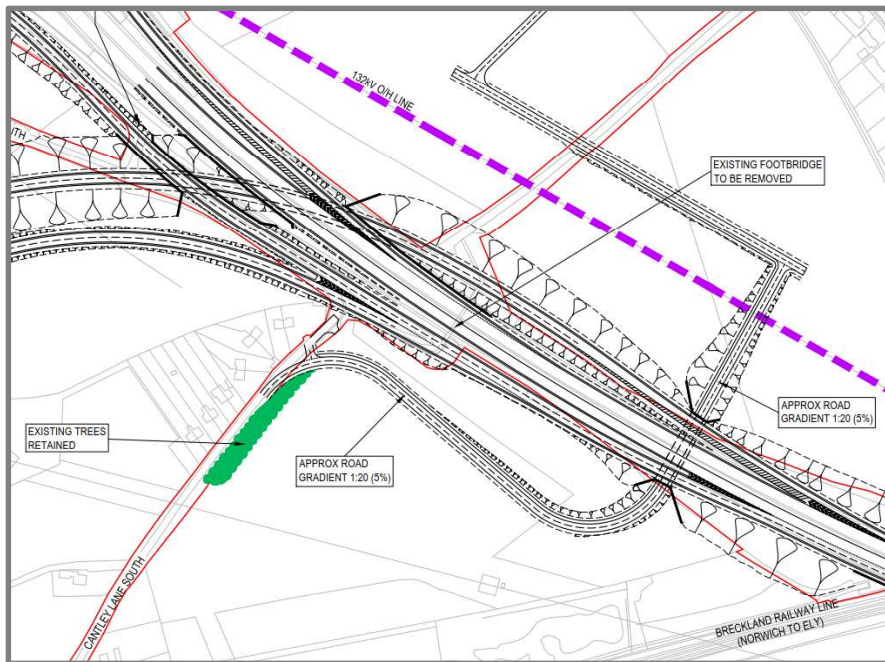 132kV O/H LINE
UTH
EXISTING FOOTBRIDGE
TO BE REMOVED
EXISTING TREES
RETAINED
APPROX ROAD
GRADIENT 1:20 (5%)
APPROX ROAD
GRADIENT 1:20 (5%)
CANTLEY LANE SOUTH
BRECKLAND RAILWAY LINE
(NORWICH TO ELY)